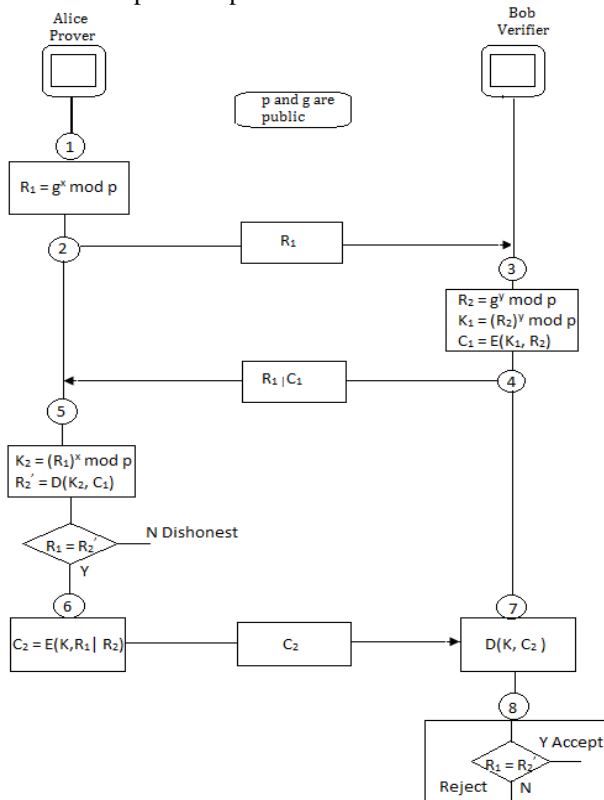 Alice
Prover
Bob
Verifier
p and g are
public
1
R₁ = gˣ mod p
2
R₁
3
R₂ = gʸ mod p
K₁ = (R₂)ʸ mod p
C₁ = E(K₁, R₂)
R₁ | C₁
4
5
K₂ = (R₁)ˣ mod p
R₂' = D(K₂, C₁)
N Dishonest
R₁ = R₂'
Y
6
7
C₂ = E(K,R₁| R₂)
C₂
D(K, C₂ )
8
Y Accept
R₁ = R₂'
Reject
N